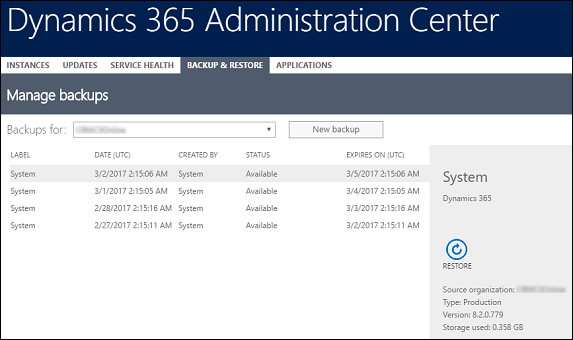 Dynamics 365 Administration Center
INSTANCES UPDATES SERVICE HEALTH BACKUP & RESTORE APPLICATIONS
Manage backups
Backups for: New backup
LABEL DATE (UTC) CREATED BY STATUS EXPIRES ON (UTC)
System 3/2/2017 2:15:06 AM System Available 3/5/2017 2:15:06 AM
System 3/1/2017 2:15:05 AM System Available 3/4/2017 2:15:05 AM
System 2/28/2017 2:15:16 AM System Available 3/3/2017 2:15:16 AM
System 2/27/2017 2:15:11 AM System Available 3/2/2017 2:15:11 AM
System
Dynamics 365
RESTORE
Source organization:
Type: Production
Version: 8.2.0.779
Storage used: 0.358 GB